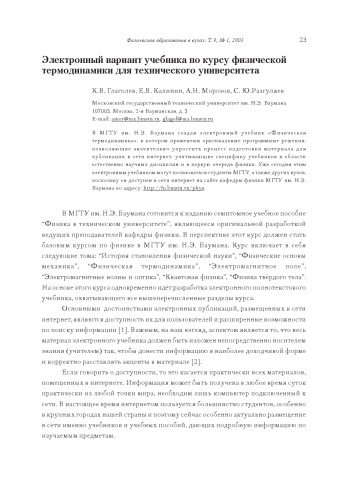 Физическое образование в вузах. Т. 9, № 1, 2003
23
Электронный вариант учебника по курсу физической
термодинамики для технического университета
К.В. Глаголев, Е.В. Калинин, А.Н. Морозов, С.Ю. Разгуляев
Московский государственный технический университет им. Н.Э. Баумана
107005, Москва, 2-я Бауманская, д. 5
E-mail: amor@mx.bmstu.ru, glagol@mx.bmstu.ru
В МГТУ им. Н.Э. Баумана создан электронный учебник «Физическая
термодинамика», в котором применены оригинальные программные решения,
позволяющие значительно упростить процесс подготовки материала для
публикации в сети интернет, учитывающие специфику учебников в области
естественно научных дисциплин и в первую очередь физики. Уже сегодня этим
электронным учебником могут пользоваться студенты МГТУ, а также других вузов,
поскольку он доступен в сети интернет на сайте кафедры физики МГТУ им. Н.Э.
Баумана по адресу: http://fn.bmstu.ru/phys.
В МГТУ им. Н.Э. Баумана готовится к изданию семитомное учебное пособие
“Физика в техническом университете”, являющееся оригинальной разработкой
ведущих преподавателей кафедры физики. В перспективе этот курс должен стать
базовым курсом по физике в МГТУ им. Н.Э. Баумана. Курс включает в себя
следующие тома: “История становления физической науки”, “Физические основы
механика”, “Физическая термодинамика”, “Электромагнитное поле”,
“Электромагнитные волны и оптика”, “Квантовая физика”, “Физика твёрдого тела”.
На основе этого курса одновременно идёт разработка электронного полнотекстового
учебника, охватывающего все вышеперечисленные разделы курса.
Основными достоинствами электронных публикаций, размещенных в сети
интернет, являются доступность их для пользователей и расширенные возможности
по поиску информации [1]. Важным, на наш взгляд, аспектом является то, что весь
материал электронного учебника должен быть изложен непосредственно носителем
знания (учителем) так, чтобы донести информацию в наиболее доходчивой форме
и корректно расставлять акценты в материале [2].
Если говорить о доступности, то это касается практически всех материалов,
помещенных в интернете. Информация может быть получена в любое время суток
практически из любой точки мира, необходим лишь компьютер подключенный к
сети. В настоящее время интернетом пользуется большинство студентов, особенно
в крупных городах нашей страны и поэтому сейчас особенно актуально размещение
в сети именно учебников и учебных пособий, дающих подробную информацию по
изучаемым предметам.